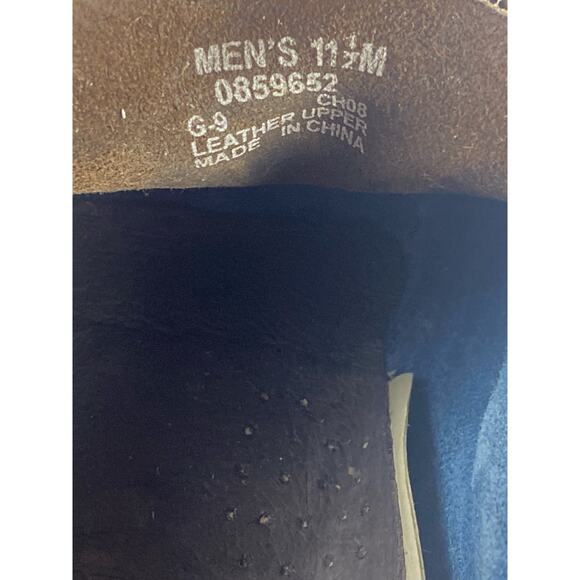 MEN'S 11½M
0859652
G-9 CH08
LEATHER UPPER
MADE IN CHINA